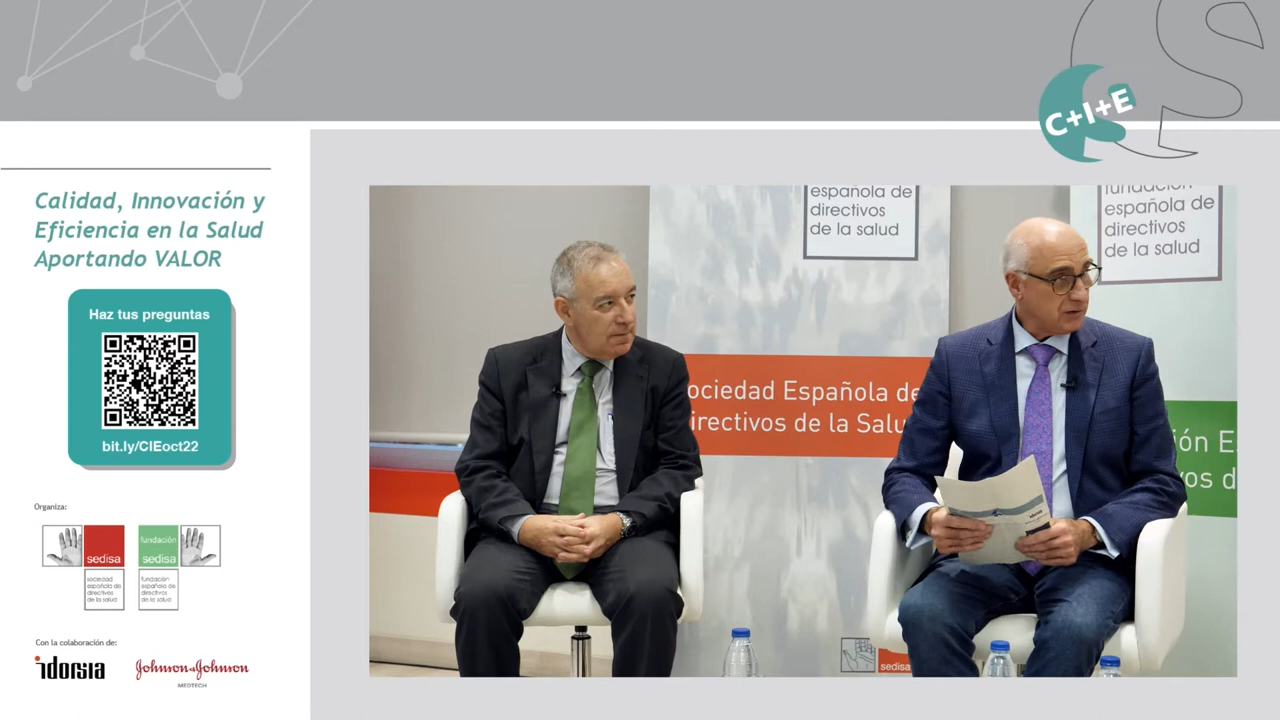 C+I+E
Calidad, Innovación y
Eficiencia en la Salud
Aportando VALOR
Haz tus preguntas
bit.ly/CIEoct22
Organiza:
sedisa
sociedad
española de
directivos
de la salud
fundación
sedisa
fundación
española de
directivos
de la salud
Con la colaboración de:
idorsia
Johnson & Johnson
MEDTECH
española de
directivos
de la salud
fundación
española de
directivos
de la salud
ociedad Española de
irectivos de la Salu
ión E
vos d
sedisa
idorsia